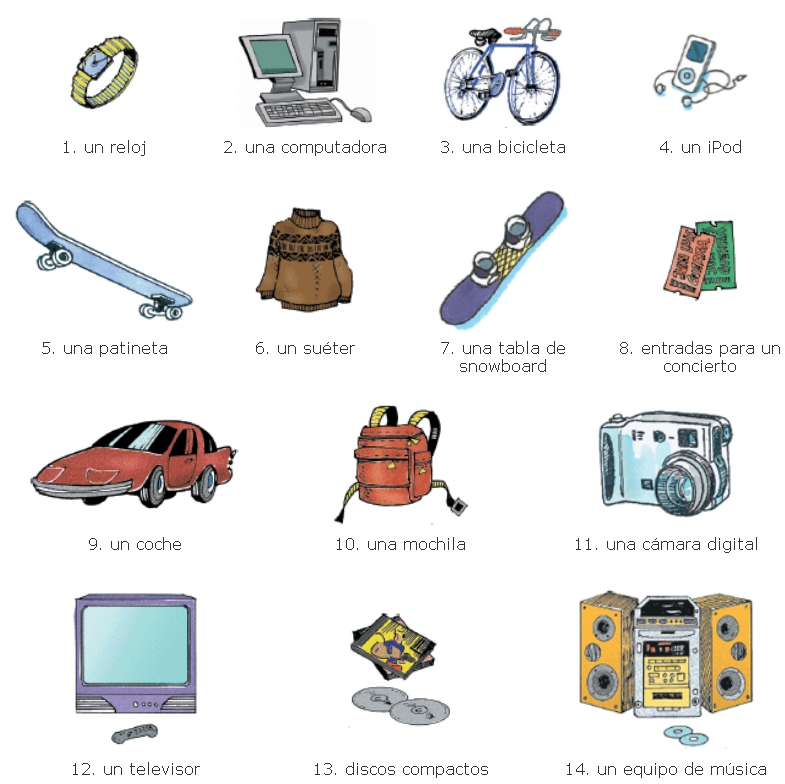 1. un reloj
2. una computadora
3. una bicicleta
4. un iPod
5. una patineta
6. un suéter
7. una tabla de
snowboard
8. entradas para un
concierto
9. un coche
10. una mochila
11. una cámara digital
12. un televisor
13. discos compactos
14. un equipo de música